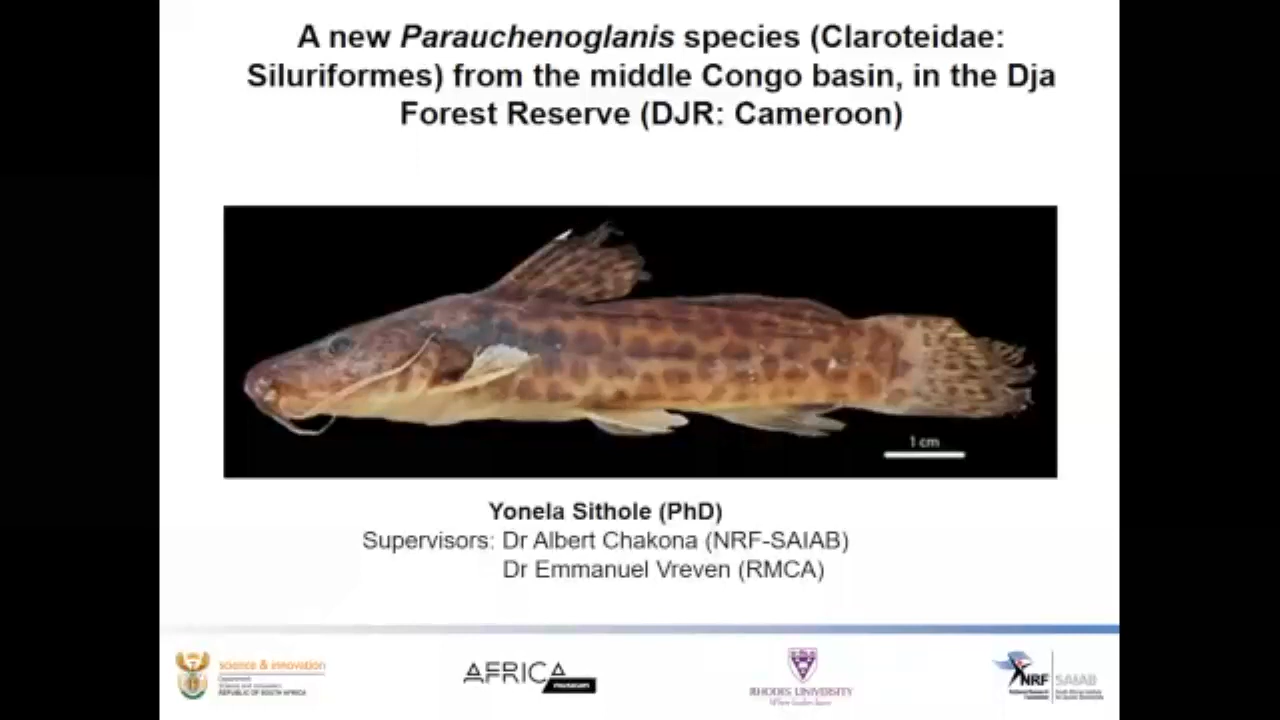 A new Parauchenoglanis species (Claroteidae:
Siluriformes) from the middle Congo basin, in the Dja
Forest Reserve (DJR: Cameroon)
1 cm
Yonela Sithole (PhD)
Supervisors: Dr Albert Chakona (NRF-SAIAB)
Dr Emmanuel Vreven (RMCA)
science & innovation
REPUBLIC OF SOUTH AFRICA
AFRICA
museum
RHODES UNIVERSITY
NRF
SAIAB